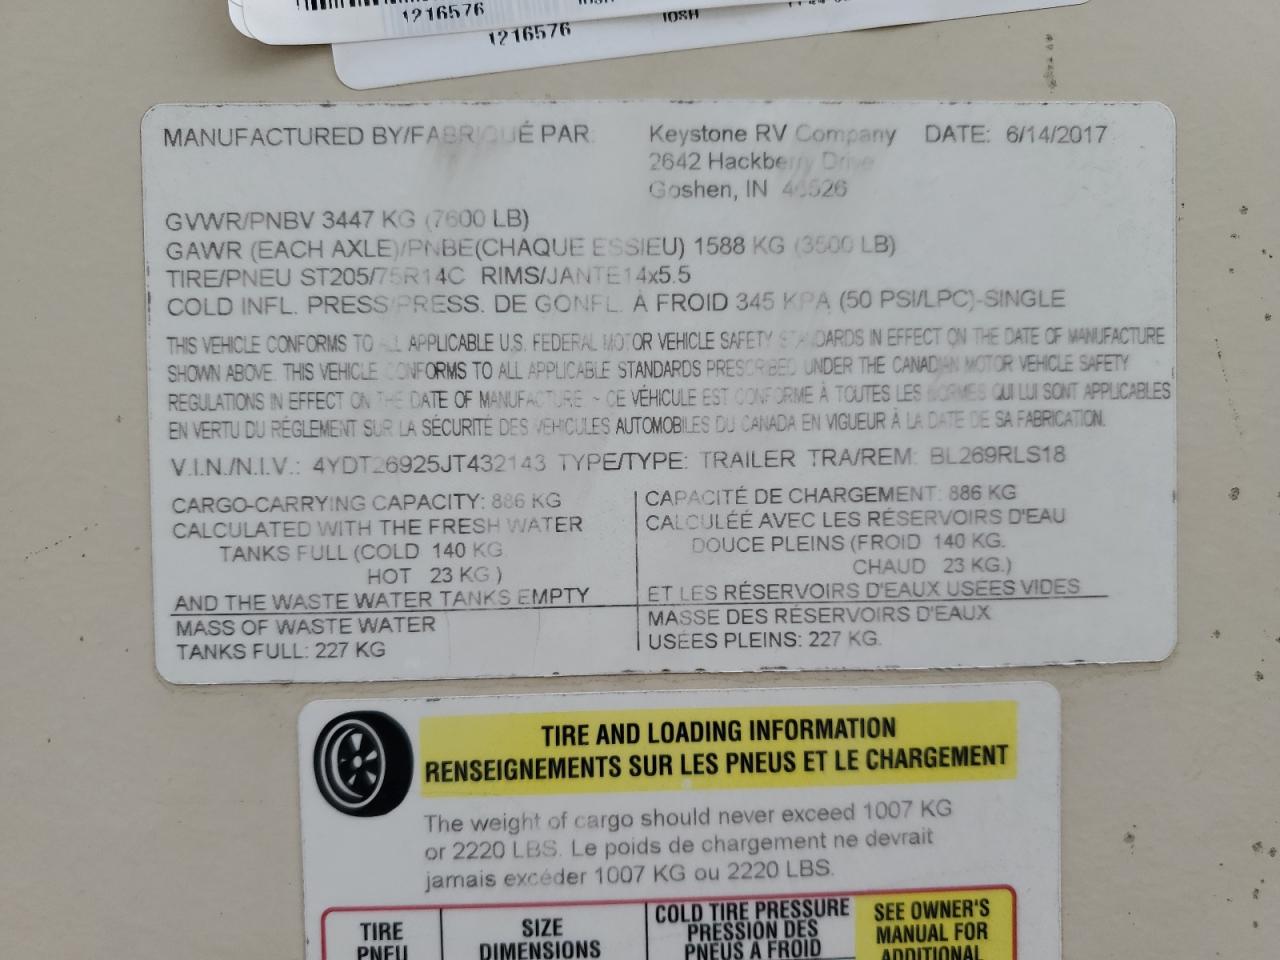 1216576
1216576
10SH
MANUFACTURED BY/FABRIQUÉ PAR: Keystone RV Company DATE: 6/14/2017
2642 Hackberry Drive
Goshen, IN 46526
GVWR/PNBV 3447 KG (7600 LB)
GAWR (EACH AXLE)/PNBE(CHAQUE ESSIEU) 1588 KG (3500 LB)
TIRE/PNEU ST205/75R14C RIMS/JANTE14x5.5
COLD INFL. PRESS/PRESS. DE GONFL. À FROID 345 KPA (50 PSI/LPC)-SINGLE
THIS VEHICLE CONFORMS TO ALL APPLICABLE U.S. FEDERAL MOTOR VEHICLE SAFETY STANDARDS IN EFFECT ON THE DATE OF MANUFACTURE
SHOWN ABOVE. THIS VEHICLE CONFORMS TO ALL APPLICABLE STANDARDS PRESCRIBED UNDER THE CANADIAN MOTOR VEHICLE SAFETY
REGULATIONS IN EFFECT ON THE DATE OF MANUFACTURE ~ CE VÉHICULE EST CONFORME À TOUTES LES NORMES QUI LUI SONT APPLICABLES
EN VERTU DU RÉGLEMENT SUR LA SÉCURITÉ DES VEHICULES AUTOMOBILES DU CANADA EN VIGUEUR À LA DATE DE SA FABRICATION.
V.I.N./N.I.V.: 4YDT26925JT432143 TYPE/TYPE: TRAILER TRA/REM: BL269RLS18
CARGO-CARRYING CAPACITY: 886 KG
CALCULATED WITH THE FRESH WATER
TANKS FULL (COLD 140 KG
HOT 23 KG.)
AND THE WASTE WATER TANKS EMPTY
MASS OF WASTE WATER
TANKS FULL: 227 KG
CAPACITÉ DE CHARGEMENT: 886 KG
CALCULÉE AVEC LES RÉSERVOIRS D'EAU
DOUCE PLEINS (FROID 140 KG.
CHAUD 23 KG.)
ET LES RÉSERVOIRS D'EAUX USEES VIDES
MASSE DES RÉSERVOIRS D'EAUX
USÉES PLEINS: 227 KG.
TIRE AND LOADING INFORMATION
RENSEIGNEMENTS SUR LES PNEUS ET LE CHARGEMENT
The weight of cargo should never exceed 1007 KG
or 2220 LBS. Le poids de chargement ne devrait
jamais excéder 1007 KG ou 2220 LBS.
TIRE
PNEU
SIZE
DIMENSIONS
COLD TIRE PRESSURE
PRESSION DES
PNEUS A FROID
SEE OWNER'S
MANUAL FOR
ADDITIONAL